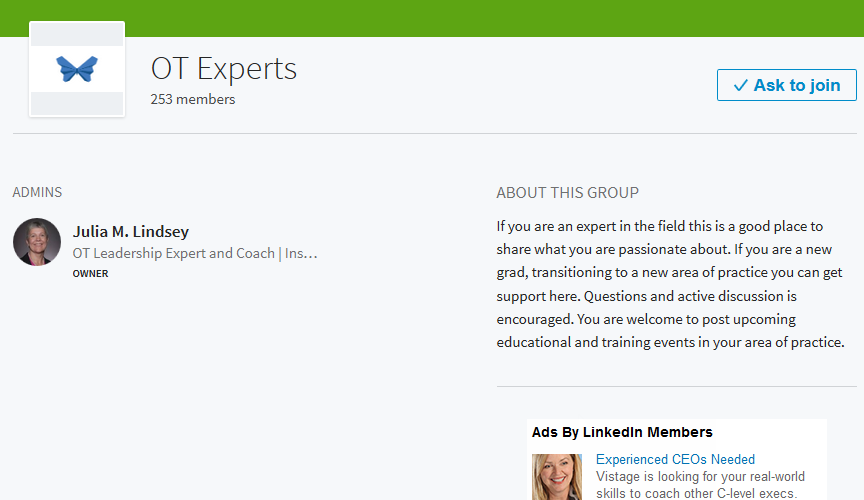 OT Experts
253 members
Ask to join
ADMINS
Julia M. Lindsey
OT Leadership Expert and Coach | Ins…
OWNER
ABOUT THIS GROUP
If you are an expert in the field this is a good place to
share what you are passionate about. If you are a new
grad, transitioning to a new area of practice you can get
support here. Questions and active discussion is
encouraged. You are welcome to post upcoming
educational and training events in your area of practice.
Ads By LinkedIn Members
Experienced CEOs Needed
Vistage is looking for your real-world
skills to coach other C-level execs.